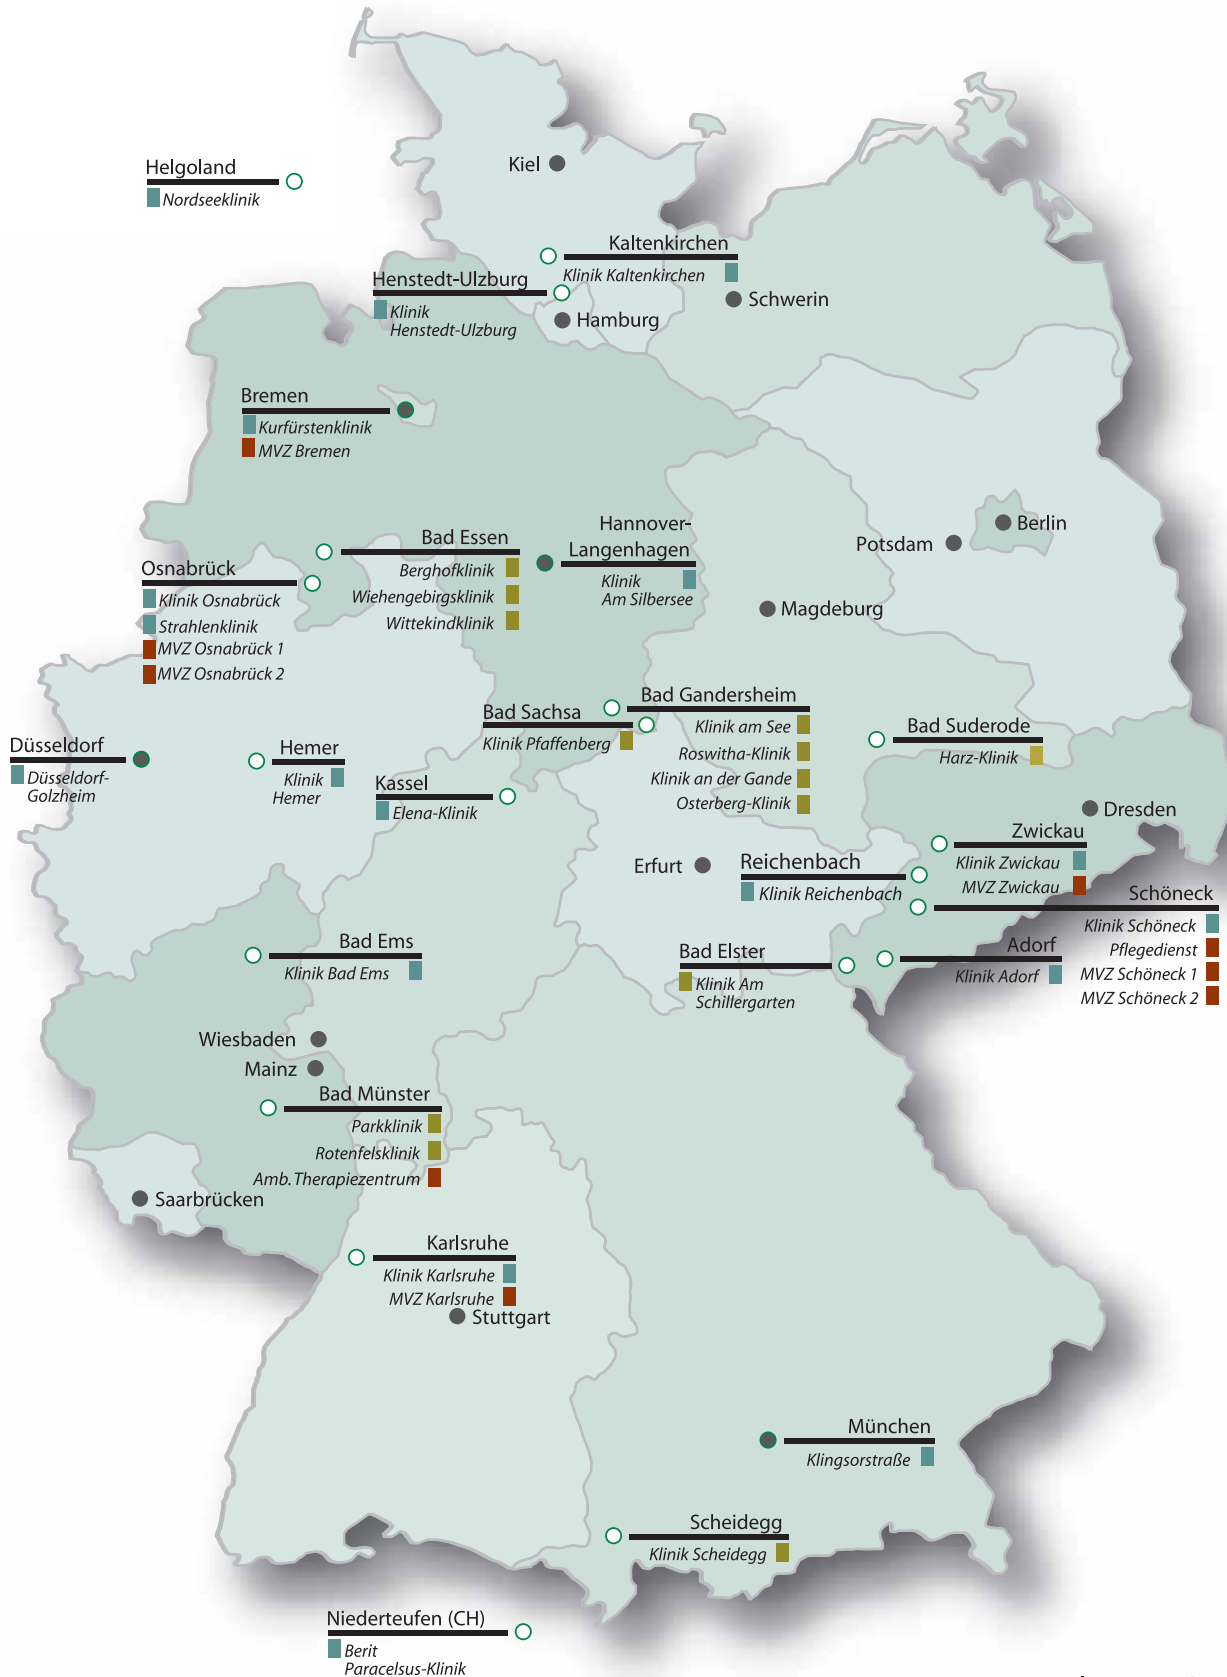 Kiel
Helgoland
Nordseeklinik
Kaltenkirchen
Klinik Kaltenkirchen
Henstedt-Ulzburg
Klinik
Henstedt-Ulzburg
Schwerin
Hamburg
Bremen
Kurfürstenklinik
MVZ Bremen
Hannover-
Langenhagen
Klinik
Am Silbersee
Bad Essen
Berghofklinik
Wiehengebirgsklinik
Wittekindklinik
Berlin
Potsdam
Osnabrück
Klinik Osnabrück
Strahlenklinik
MVZ Osnabrück 1
MVZ Osnabrück 2
Magdeburg
Bad Gandersheim
Klinik am See
Roswitha-Klinik
Klinik an der Gande
Osterberg-Klinik
Bad Sachsa
Klinik Pfaffenberg
Bad Suderode
Harz-Klinik
Düsseldorf
Düsseldorf-
Golzheim
Hemer
Klinik
Hemer
Kassel
Elena-Klinik
Dresden
Zwickau
Klinik Zwickau
MVZ Zwickau
Erfurt
Reichenbach
Klinik Reichenbach
Schöneck
Klinik Schöneck
Pflegedienst
MVZ Schöneck 1
MVZ Schöneck 2
Bad Ems
Klinik Bad Ems
Bad Elster
Klinik Am
Schillergarten
Adorf
Klinik Adorf
Wiesbaden
Mainz
Bad Münster
Parkklinik
Rotenfelsklinik
Amb. Therapiezentrum
Saarbrücken
Karlsruhe
Klinik Karlsruhe
MVZ Karlsruhe
Stuttgart
München
Klingsorstraße
Scheidegg
Klinik Scheidegg
Niederteufen (CH)
Berit
Paracelsus-Klinik